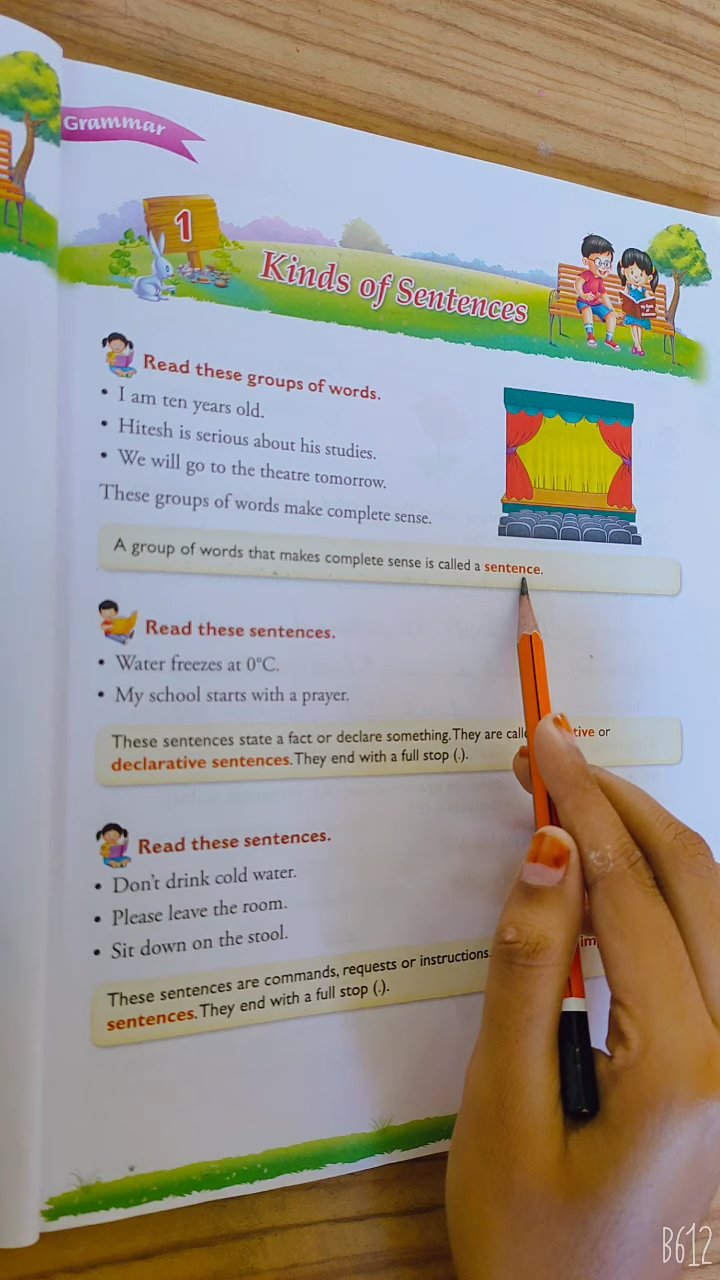 Grammar
1
Kinds of Sentences
Read these groups of words.
• I am ten years old.
• Hitesh is serious about his studies.
• We will go to the theatre tomorrow.
These groups of words make complete sense.
A group of words that makes complete sense is called a sentence.
Read these sentences.
• Water freezes at 0°C.
• My school starts with a prayer.
These sentences state a fact or declare something. They are tive or
declarative sentences. They end with a full stop (.).
Read these sentences.
• Don't drink cold water.
• Please leave the room.
• Sit down on the stool.
These sentences are commands, requests or instructions. im
sentences. They end with a full stop (.).
B612